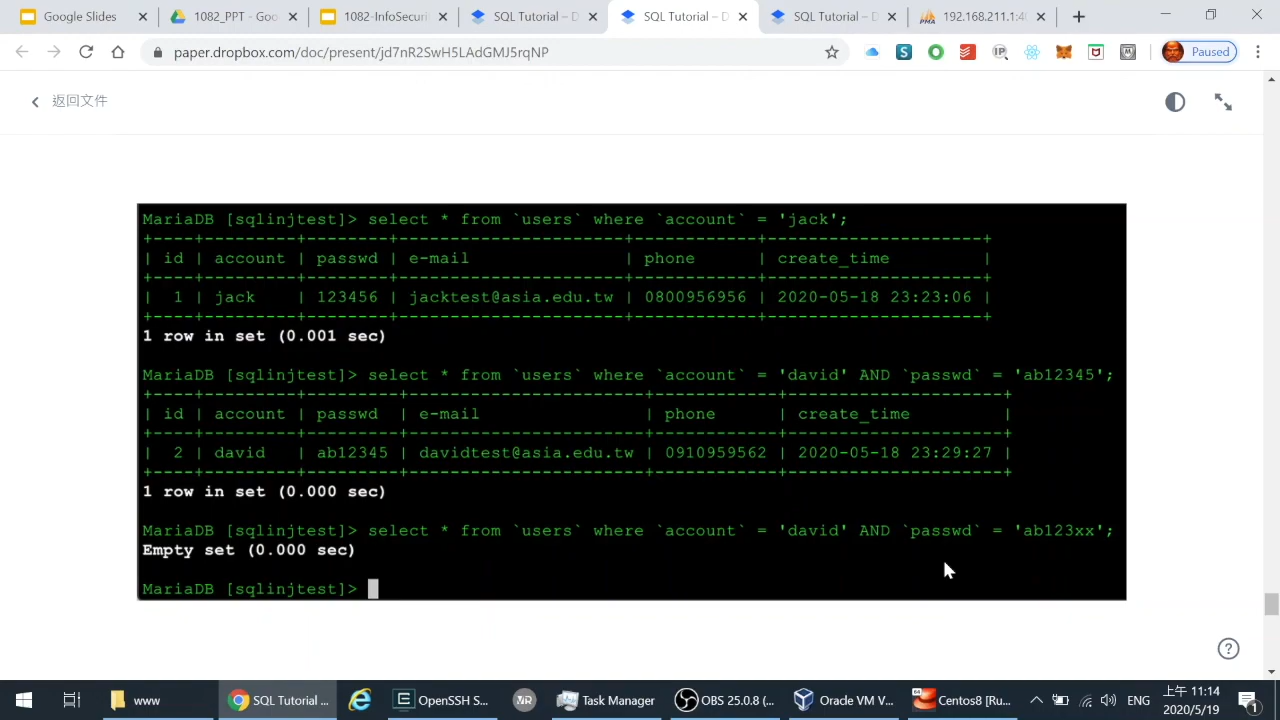 Google Slides
1082_PPT - Goo
1082-InfoSecuri
SQL Tutorial – D
SQL Tutorial – D
SQL Tutorial – D
192.168.211.1:4
paper.dropbox.com/doc/present/jd7nR2SwH5LAdGMJ5rqNP
Paused
返回文件
MariaDB [sqlinjtest]> select * from `users` where `account` = 'jack';
+----+---------+--------+----------------------+------------+---------------------+
| id | account | passwd | e-mail | phone | create_time |
+----+---------+--------+----------------------+------------+---------------------+
| 1 | jack | 123456 | jacktest@asia.edu.tw | 0800956956 | 2020-05-18 23:23:06 |
+----+---------+--------+----------------------+------------+---------------------+
1 row in set (0.001 sec)
MariaDB [sqlinjtest]> select * from `users` where `account` = 'david' AND `passwd` = 'ab12345';
+----+---------+---------+-----------------------+------------+---------------------+
| id | account | passwd | e-mail | phone | create_time |
+----+---------+---------+-----------------------+------------+---------------------+
| 2 | david | ab12345 | davidtest@asia.edu.tw | 0910959562 | 2020-05-18 23:29:27 |
+----+---------+---------+-----------------------+------------+---------------------+
1 row in set (0.000 sec)
MariaDB [sqlinjtest]> select * from `users` where `account` = 'david' AND `passwd` = 'ab123xx';
Empty set (0.000 sec)
MariaDB [sqlinjtest]>
www
SQL Tutorial ...
OpenSSH S...
Task Manager
OBS 25.0.8 (...
Oracle VM V...
Centos8 [Ru...
ENG
上午 11:14
2020/5/19